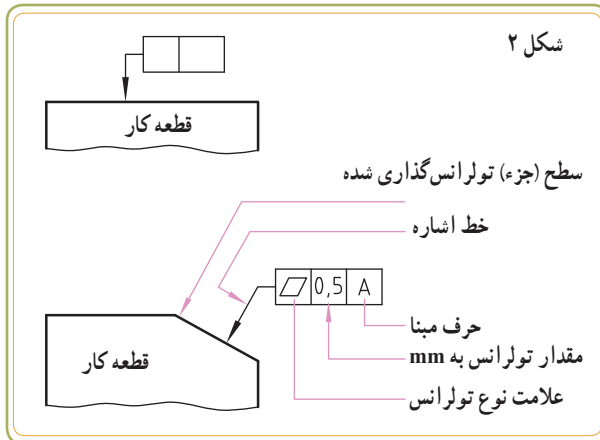 شکل ۲
قطعه کار
سطح (جزء) تولرانس‌گذاری شده
خط اشاره
0,5 A
حرف مبنا
مقدار تولرانس به mm
علامت نوع تولرانس
قطعه کار